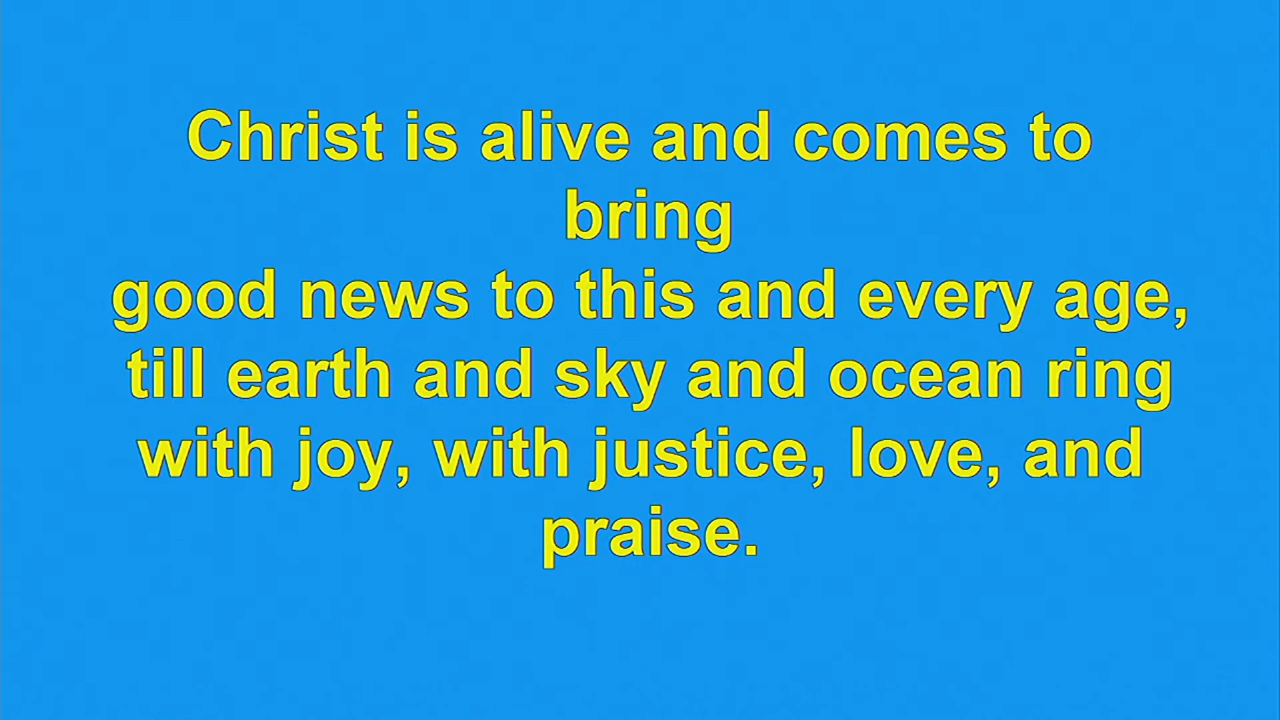 Christ is alive and comes to
bring
good news to this and every age,
till earth and sky and ocean ring
with joy, with justice, love, and
praise.